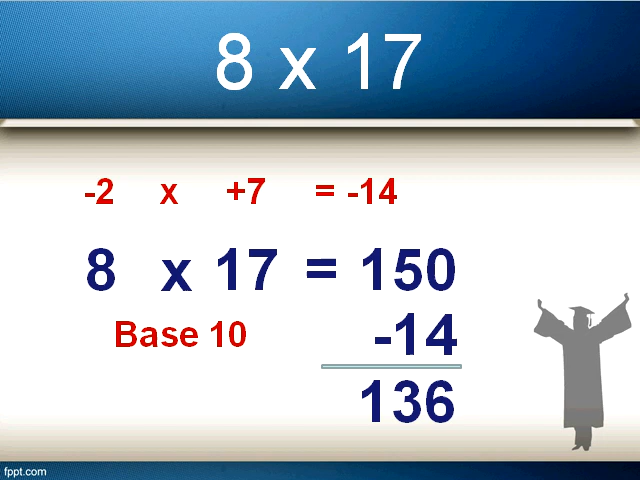 8 x 17
-2 x +7 = -14
8 x 17 = 150
Base 10 -14
136
fppt.com